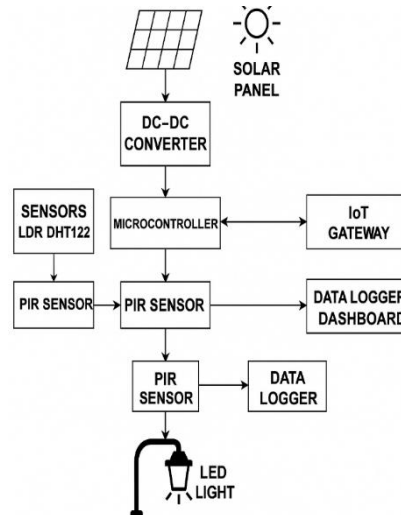 SOLAR
PANEL
DC–DC
CONVERTER
SENSORS
LDR DHT122
MICROCONTROLLER
IoT
GATEWAY
PIR SENSOR
PIR SENSOR
DATA LOGGER
DASHBOARD
PIR
SENSOR
DATA
LOGGER
LED
LIGHT